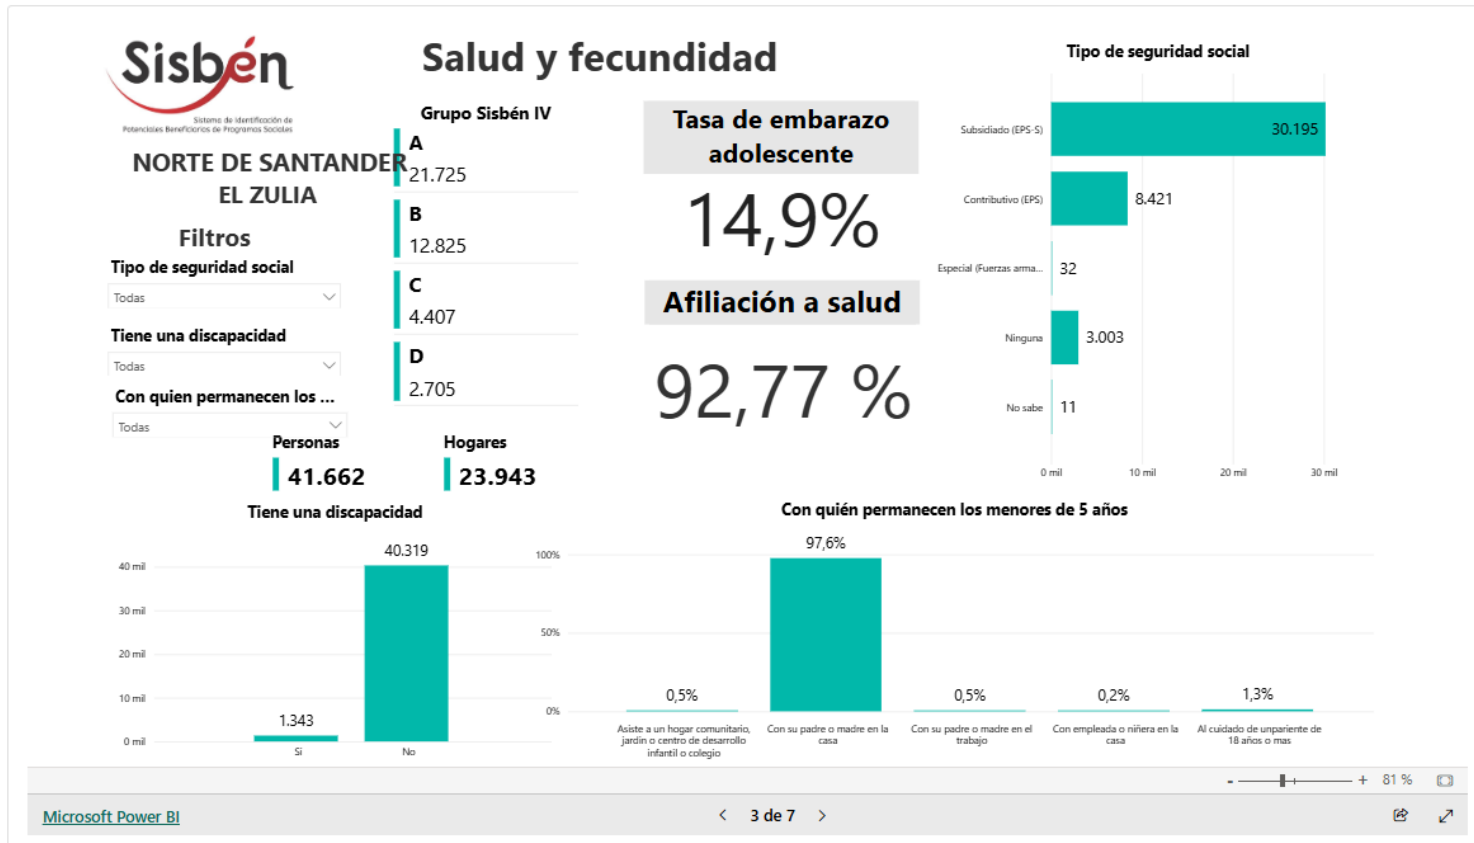 Sisbén
Sistema de Identificación de
Potenciales Beneficiarios de Programas Sociales
NORTE DE SANTANDER
EL ZULIA
Filtros
Tipo de seguridad social
Todas
Tiene una discapacidad
Todas
Con quien permanecen los ...
Todas
Salud y fecundidad
Grupo Sisbén IV
A
21.725
B
12.825
C
4.407
D
2.705
Personas
41.662
Hogares
23.943
Tasa de embarazo
adolescente
14,9%
Afiliación a salud
92,77 %
Tipo de seguridad social
Subsidiado (EPS-S)
30.195
Contributivo (EPS)
8.421
Especial (Fuerzas arma...
32
Ninguna
3.003
No sabe
11
0 mil
10 mil
20 mil
30 mil
Tiene una discapacidad
40 mil
30 mil
20 mil
10 mil
0 mil
1.343
40.319
Si
No
Con quién permanecen los menores de 5 años
100%
50%
0%
0,5%
97,6%
0,5%
0,2%
1,3%
Asiste a un hogar comunitario,
jardín o centro de desarrollo
infantil o colegio
Con su padre o madre en la
casa
Con su padre o madre en el
trabajo
Con empleada o niñera en la
casa
Al cuidado de unpariente de
18 años o mas
- + 81 %
Microsoft Power BI
3 de 7